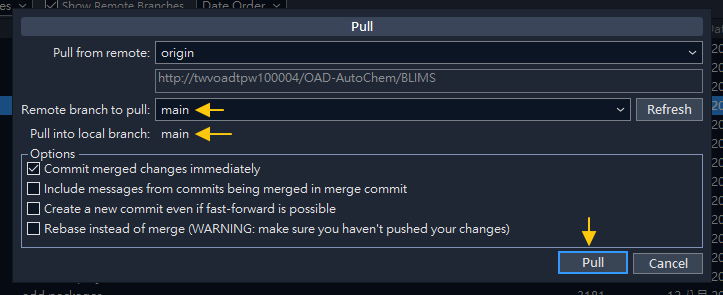 Show Remote Branches
Date Order
Pull
Pull from remote:
origin
http://twvoadtpw100004/OAD-AutoChem/BLIMS
Remote branch to pull:
main
Refresh
Pull into local branch:
main
Options
Commit merged changes immediately
Include messages from commits being merged in merge commit
Create a new commit even if fast-forward is possible
Rebase instead of merge (WARNING: make sure you haven't pushed your changes)
Pull
Cancel